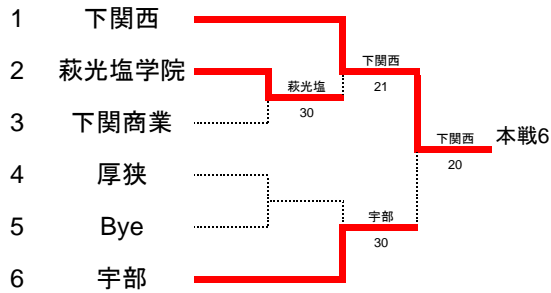 1 下関西
2 萩光塩学院
3 下関商業
4 厚狭
5 Bye
6 宇部
萩光塩
30
下関西
21
宇部
30
下関西
20
本戦6